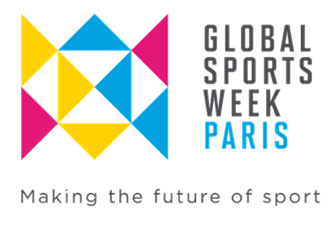 GLOBAL
SPORTS
WEEK
PARIS
Making the future of sport